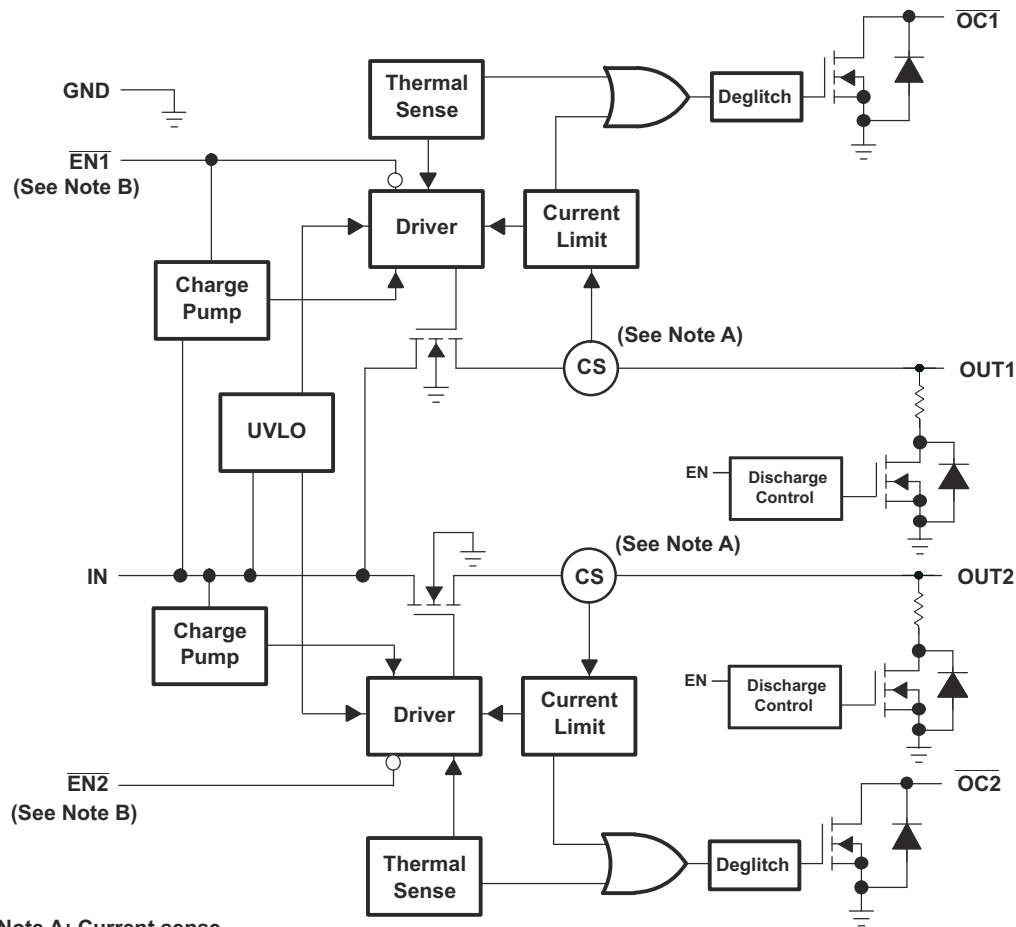 OC1
Thermal
Sense
Deglitch
GND
EN1
(See Note B)
Driver
Current
Limit
Charge
Pump
(See Note A)
CS
OUT1
UVLO
EN
Discharge
Control
(See Note A)
IN
CS
OUT2
Charge
Pump
EN
Discharge
Control
Driver
Current
Limit
EN2
(See Note B)
OC2
Thermal
Sense
Deglitch
Note A: Current sense